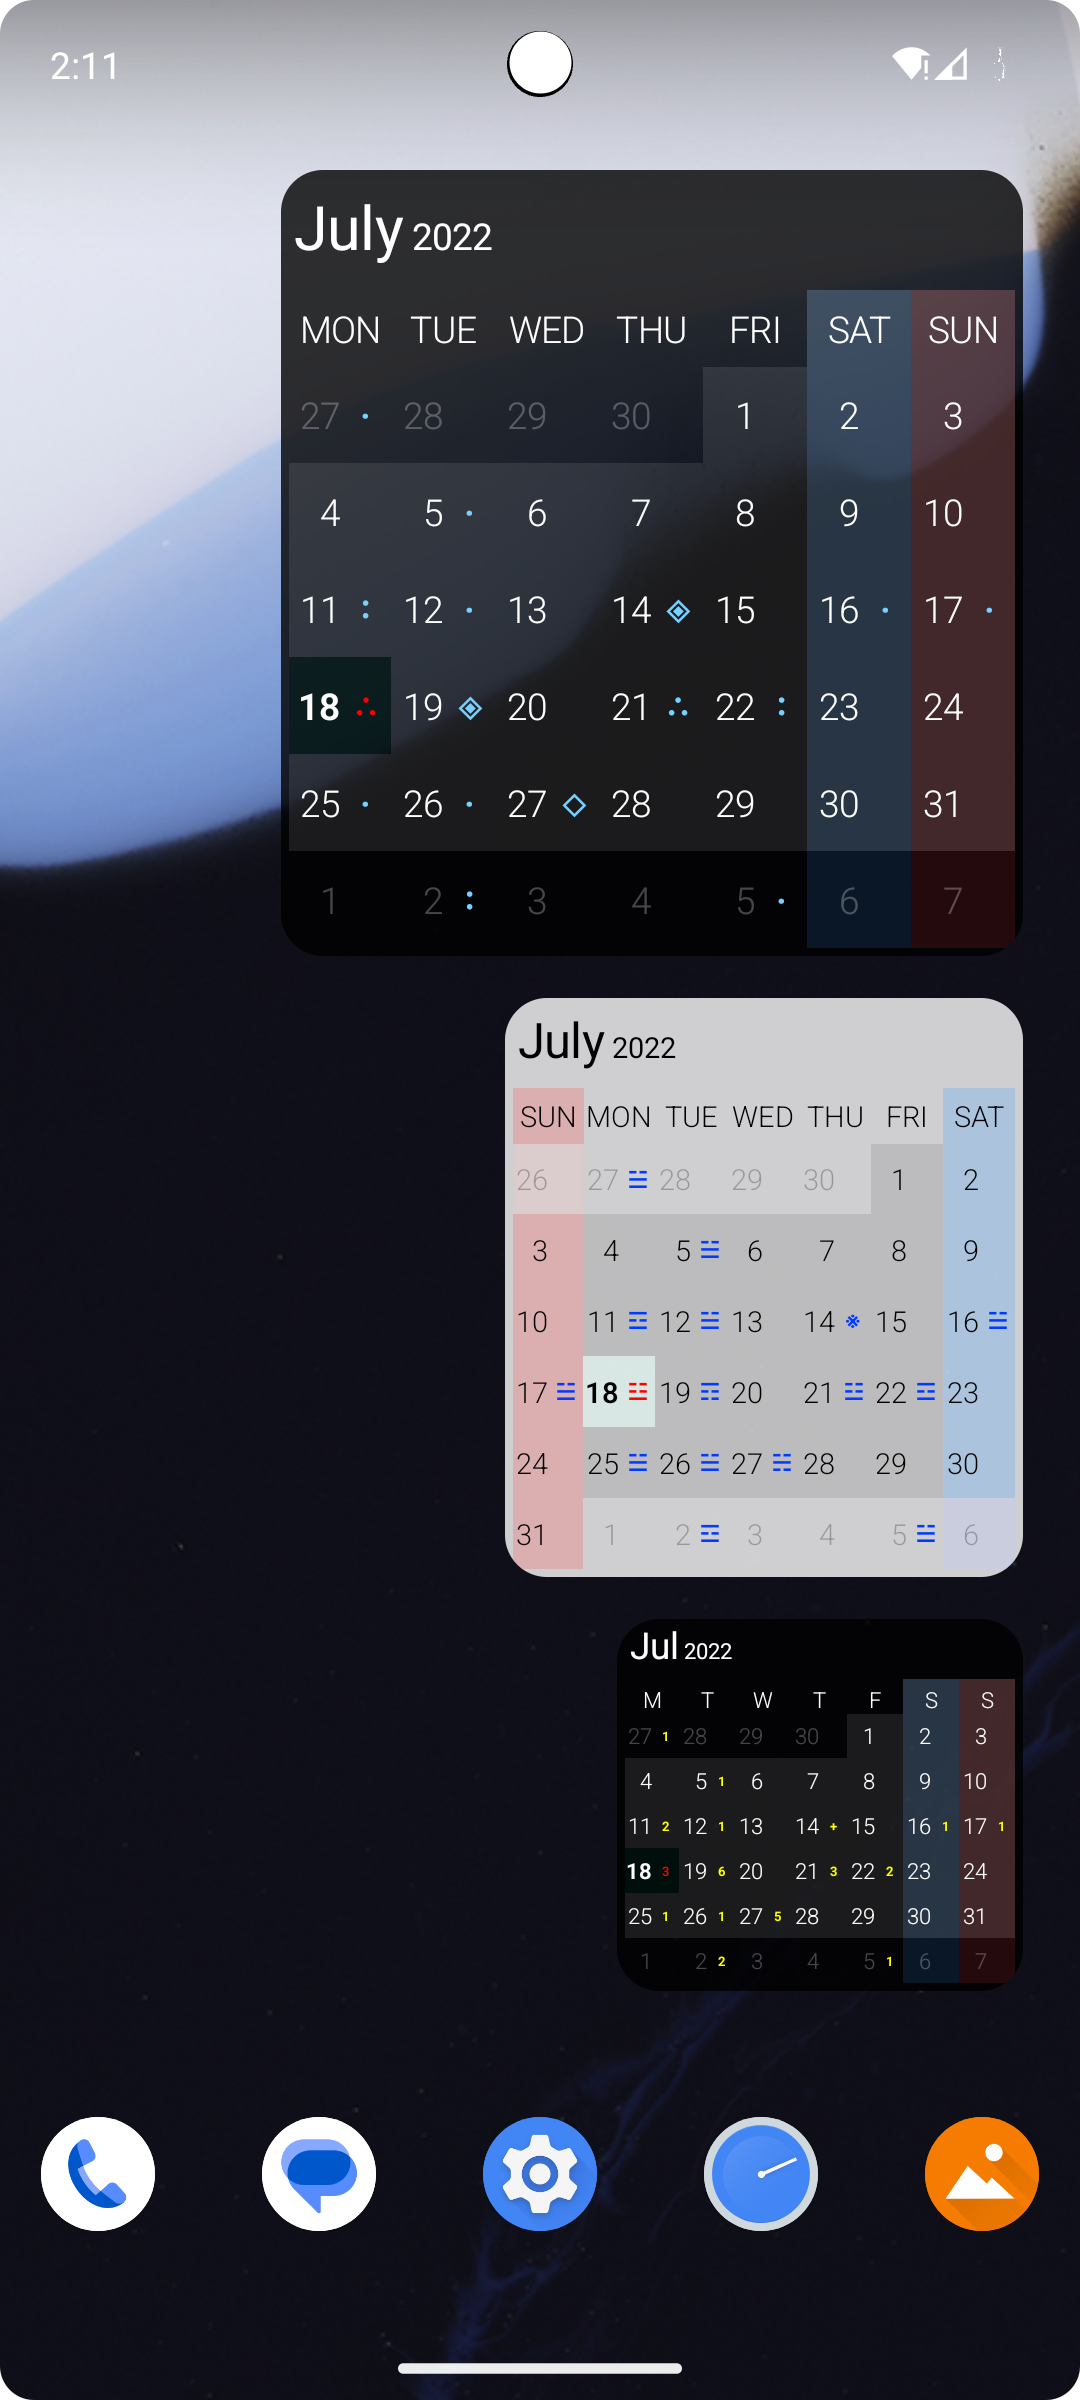 2:11
July 2022
MON TUE WED THU FRI SAT SUN
27 · 28 29 30 1 2 3
4 5 · 6 7 8 9 10
11 : 12 · 13 14 ◈ 15 16 · 17 ·
18 ∴ 19 ◈ 20 21 ∴ 22 : 23 24
25 · 26 · 27 ◇ 28 29 30 31
1 2 : 3 4 5 · 6 7
July 2022
SUN MON TUE WED THU FRI SAT
26 27 ☱ 28 29 30 1 2
3 4 5 ☱ 6 7 8 9
10 11 ☲ 12 ☱ 13 14 ※ 15 16 ☱
17 ☱ 18 ☳ 19 ☶ 20 21 ☳ 22 ☲ 23
24 25 ☱ 26 ☱ 27 ☵ 28 29 30
31 1 2 ☲ 3 4 5 ☱ 6
Jul 2022
M T W T F S S
27 1 28 29 30 1 2 3
4 5 1 6 7 8 9 10
11 2 12 1 13 14 + 15 16 1 17 1
18 3 19 6 20 21 3 22 2 23 24
25 1 26 1 27 5 28 29 30 31
1 2 2 3 4 5 1 6 7